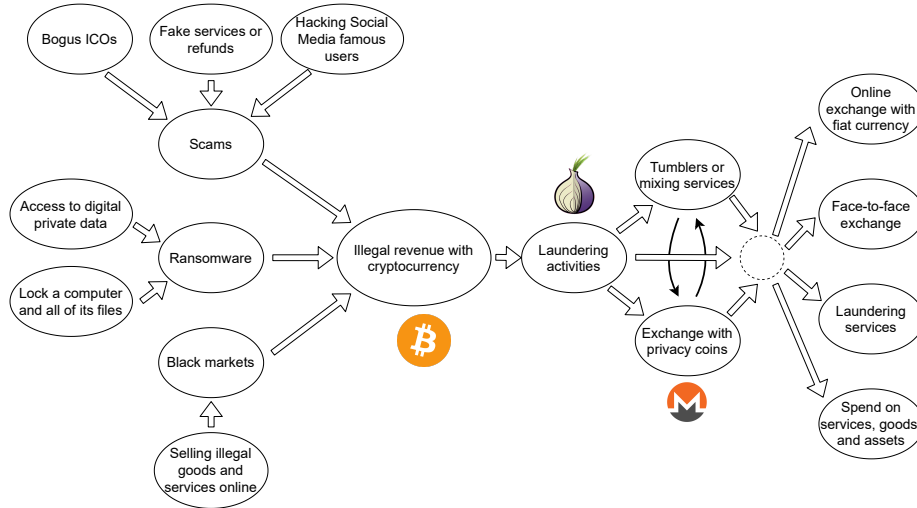 Bogus ICOs
Fake services or
refunds
Hacking Social
Media famous
users
Scams
Access to digital
private data
Ransomware
Lock a computer
and all of its files
Black markets
Selling illegal
goods and
services online
Illegal revenue with
cryptocurrency
Laundering
activities
Tumblers or
mixing services
Exchange with
privacy coins
Online
exchange with
fiat currency
Face-to-face
exchange
Laundering
services
Spend on
services, goods
and assets